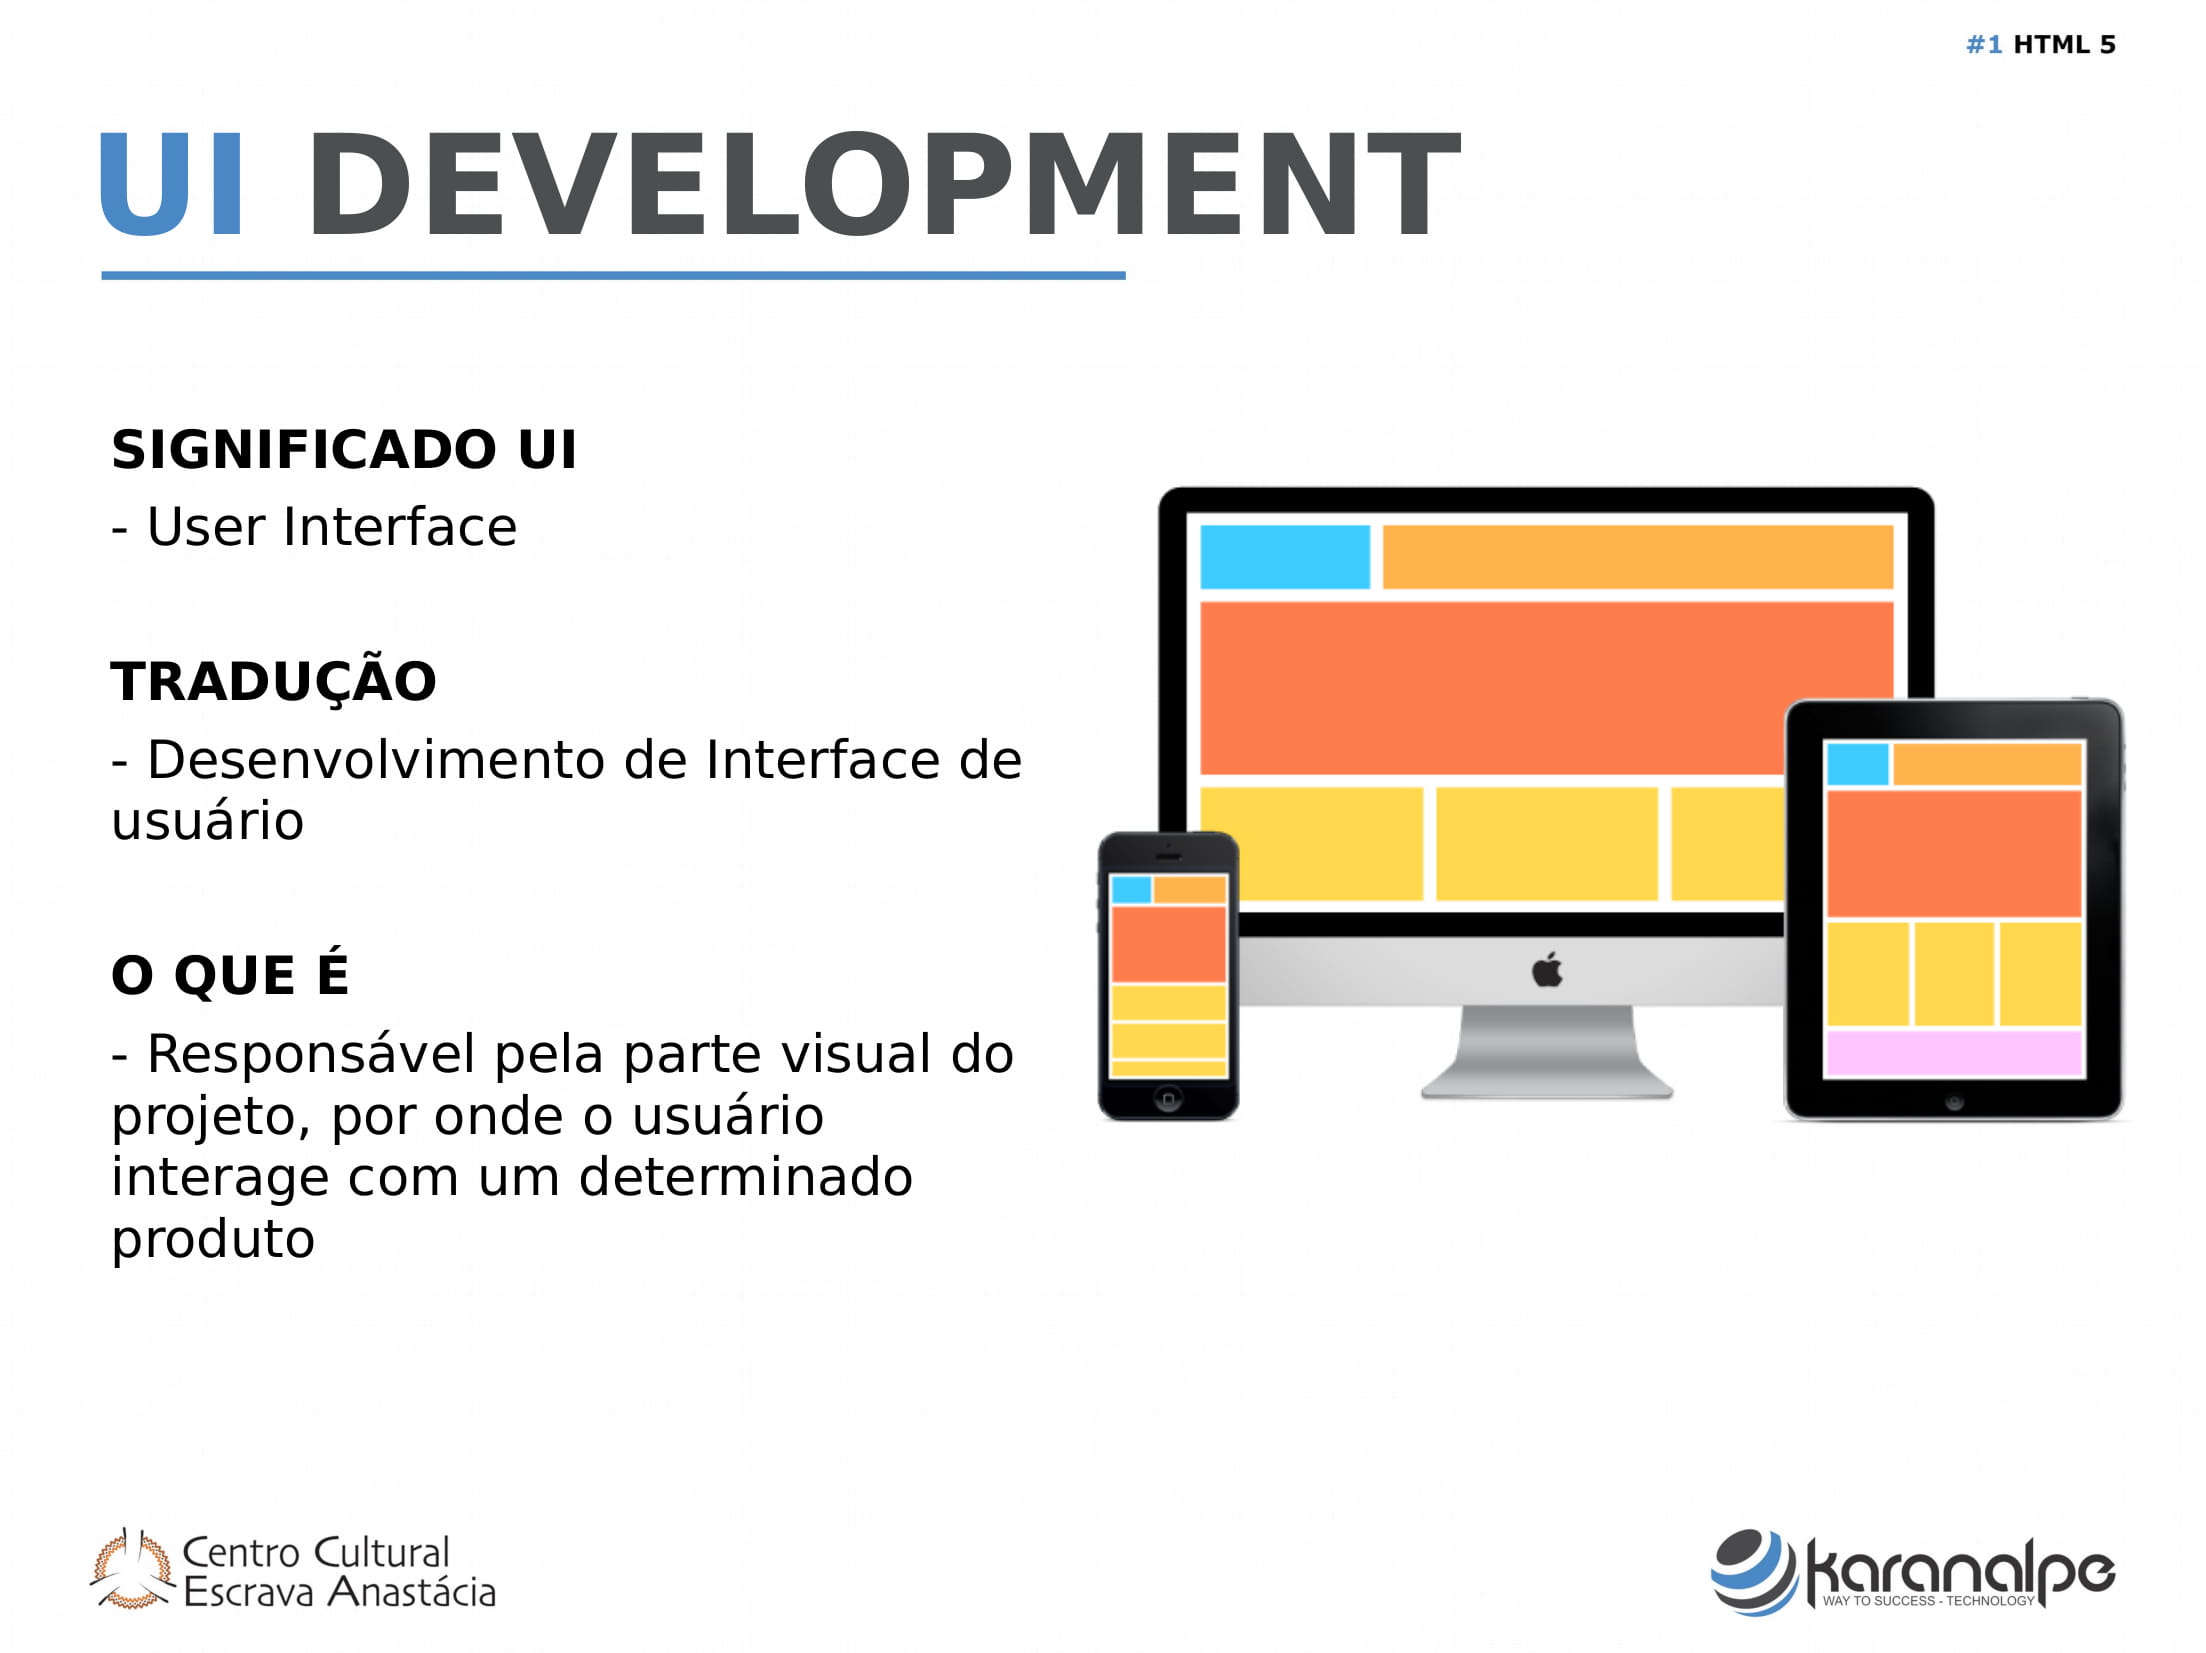 #1 HTML 5
UI DEVELOPMENT
SIGNIFICADO UI
- User Interface
TRADUÇÃO
- Desenvolvimento de Interface de
usuário
O QUE É
- Responsável pela parte visual do
projeto, por onde o usuário
interage com um determinado
produto
Centro Cultural
Escrava Anastácia
karanalpe
WAY TO SUCCESS - TECHNOLOGY